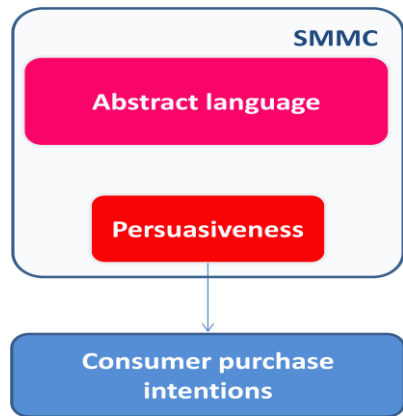 SMMC
Abstract language
Persuasiveness
Consumer purchase
intentions